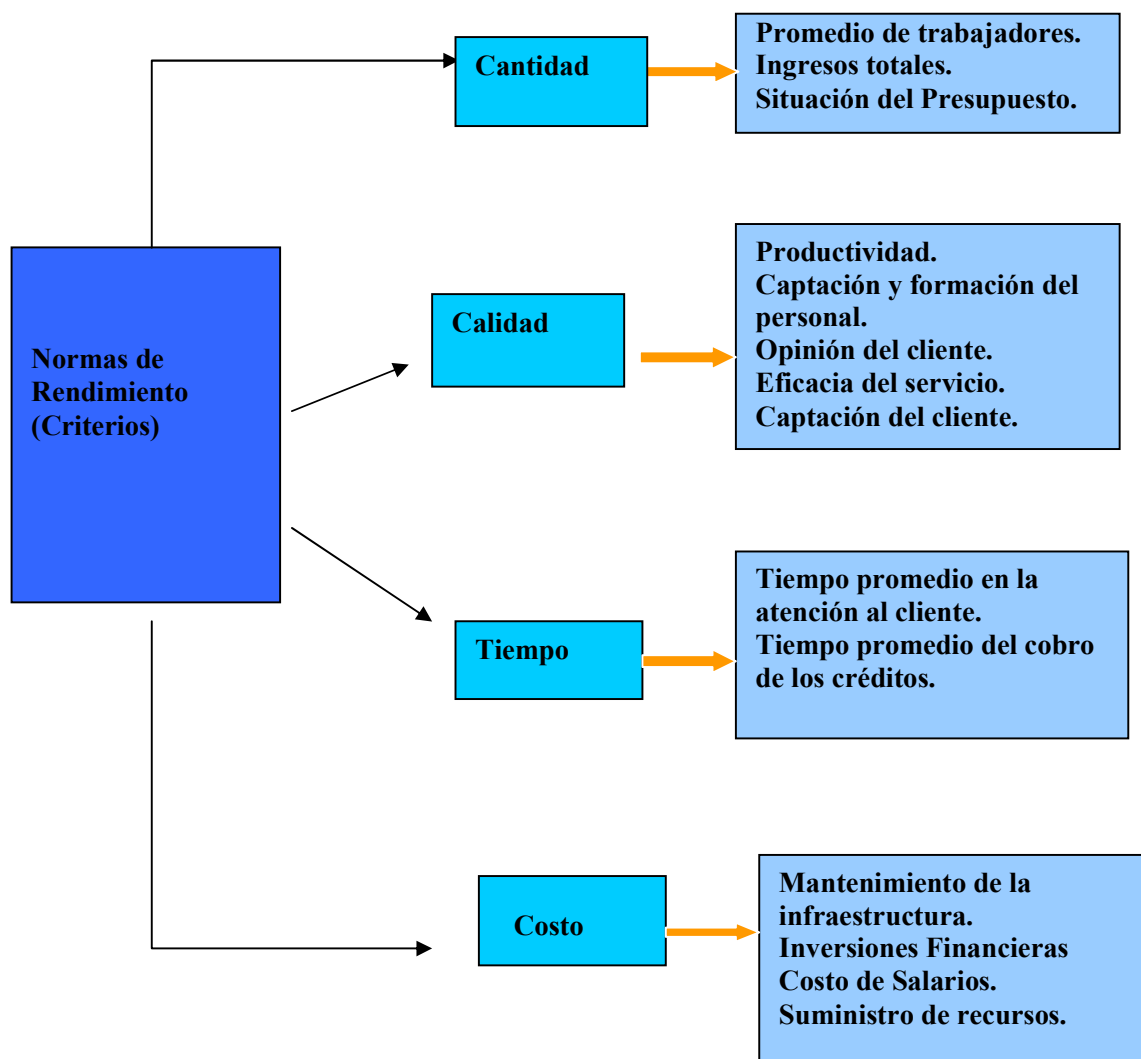 Cantidad
Promedio de trabajadores.
Ingresos totales.
Situación del Presupuesto.
Normas de
Rendimiento
(Criterios)
Calidad
Productividad.
Captación y formación del
personal.
Opinión del cliente.
Eficacia del servicio.
Captación del cliente.
Tiempo
Tiempo promedio en la
atención al cliente.
Tiempo promedio del cobro
de los créditos.
Costo
Mantenimiento de la
infraestructura.
Inversiones Financieras
Costo de Salarios.
Suministro de recursos.